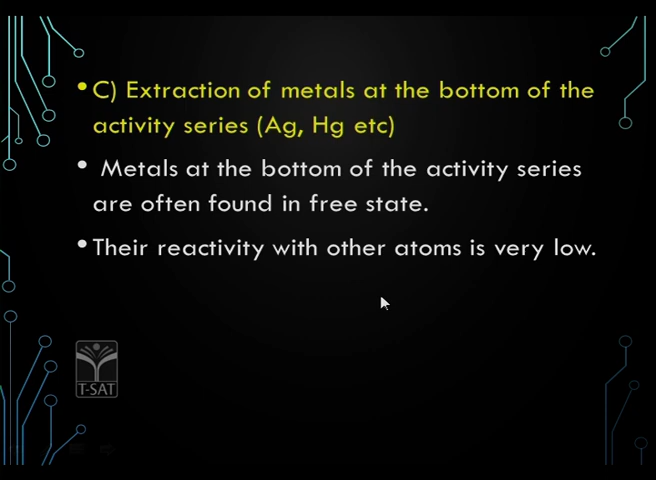 •C) Extraction of metals at the bottom of the
activity series (Ag, Hg etc)
• Metals at the bottom of the activity series
are often found in free state.
•Their reactivity with other atoms is very low.
T-SAT